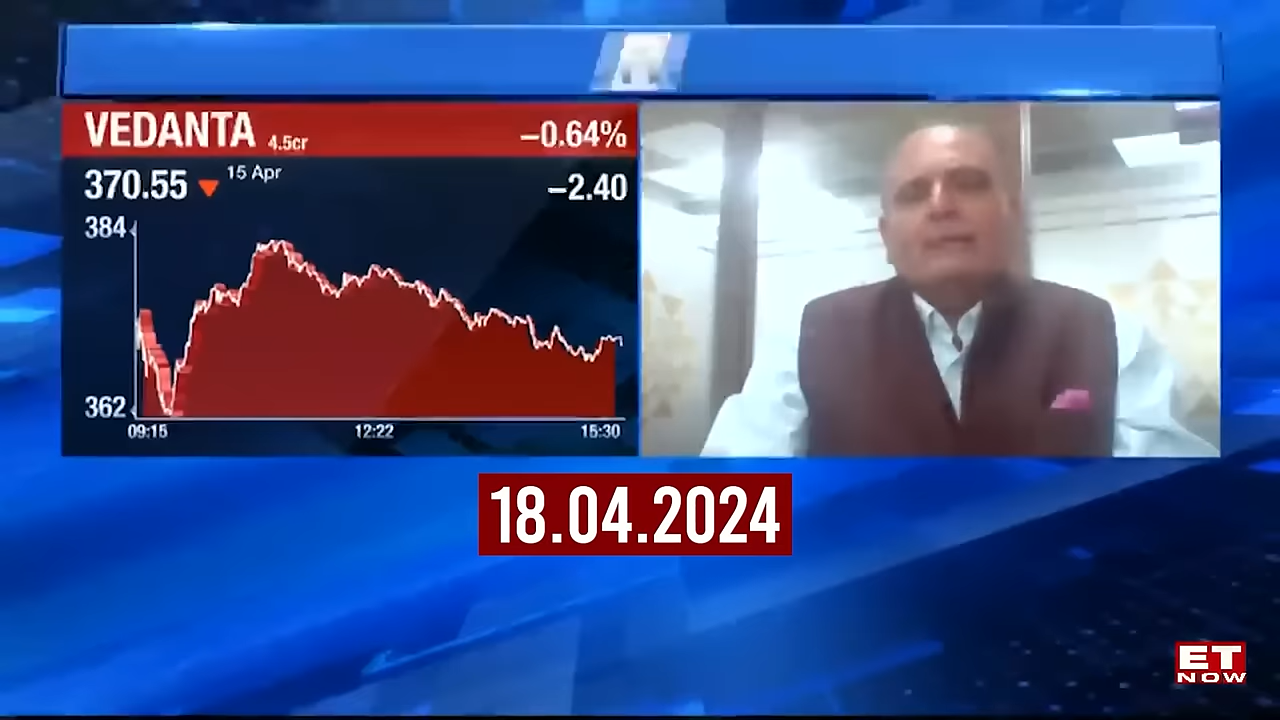 VEDANTA 4.5cr −0.64%
370.55 15 Apr −2.40
384
362
09:15 12:22 15:30
18.04.2024
ET
NOW